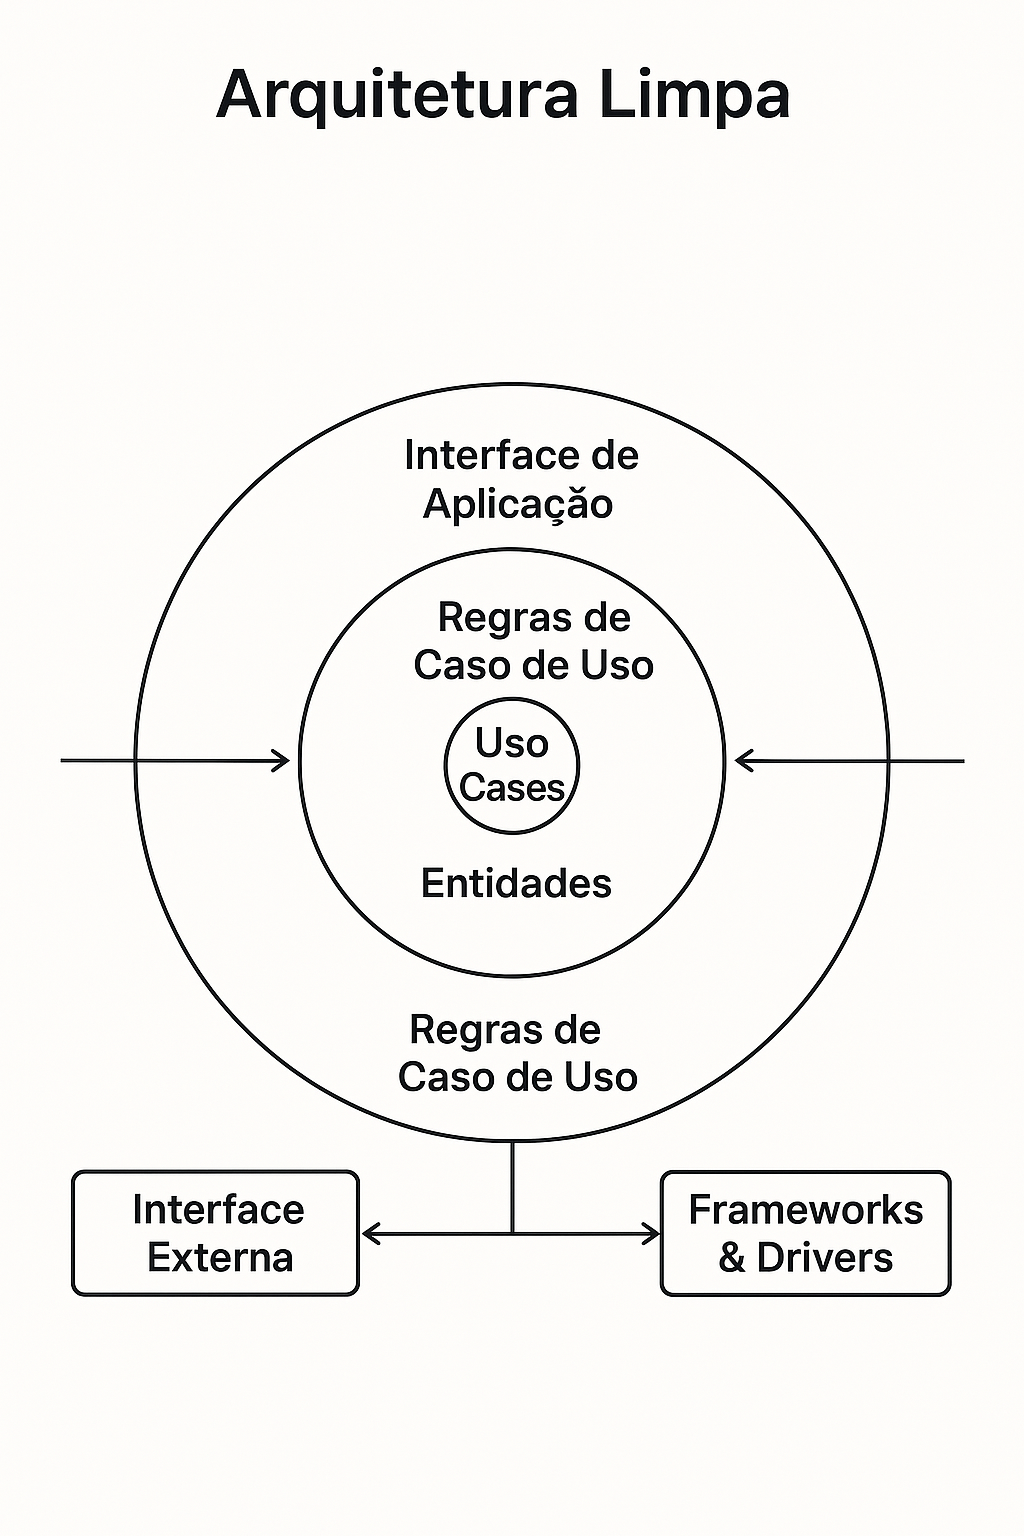 Arquitetura Limpa
Interface de
Aplicaçăo
Regras de
Caso de Uso
Uso
Cases
Entidades
Regras de
Caso de Uso
Interface
Externa
Frameworks
& Drivers